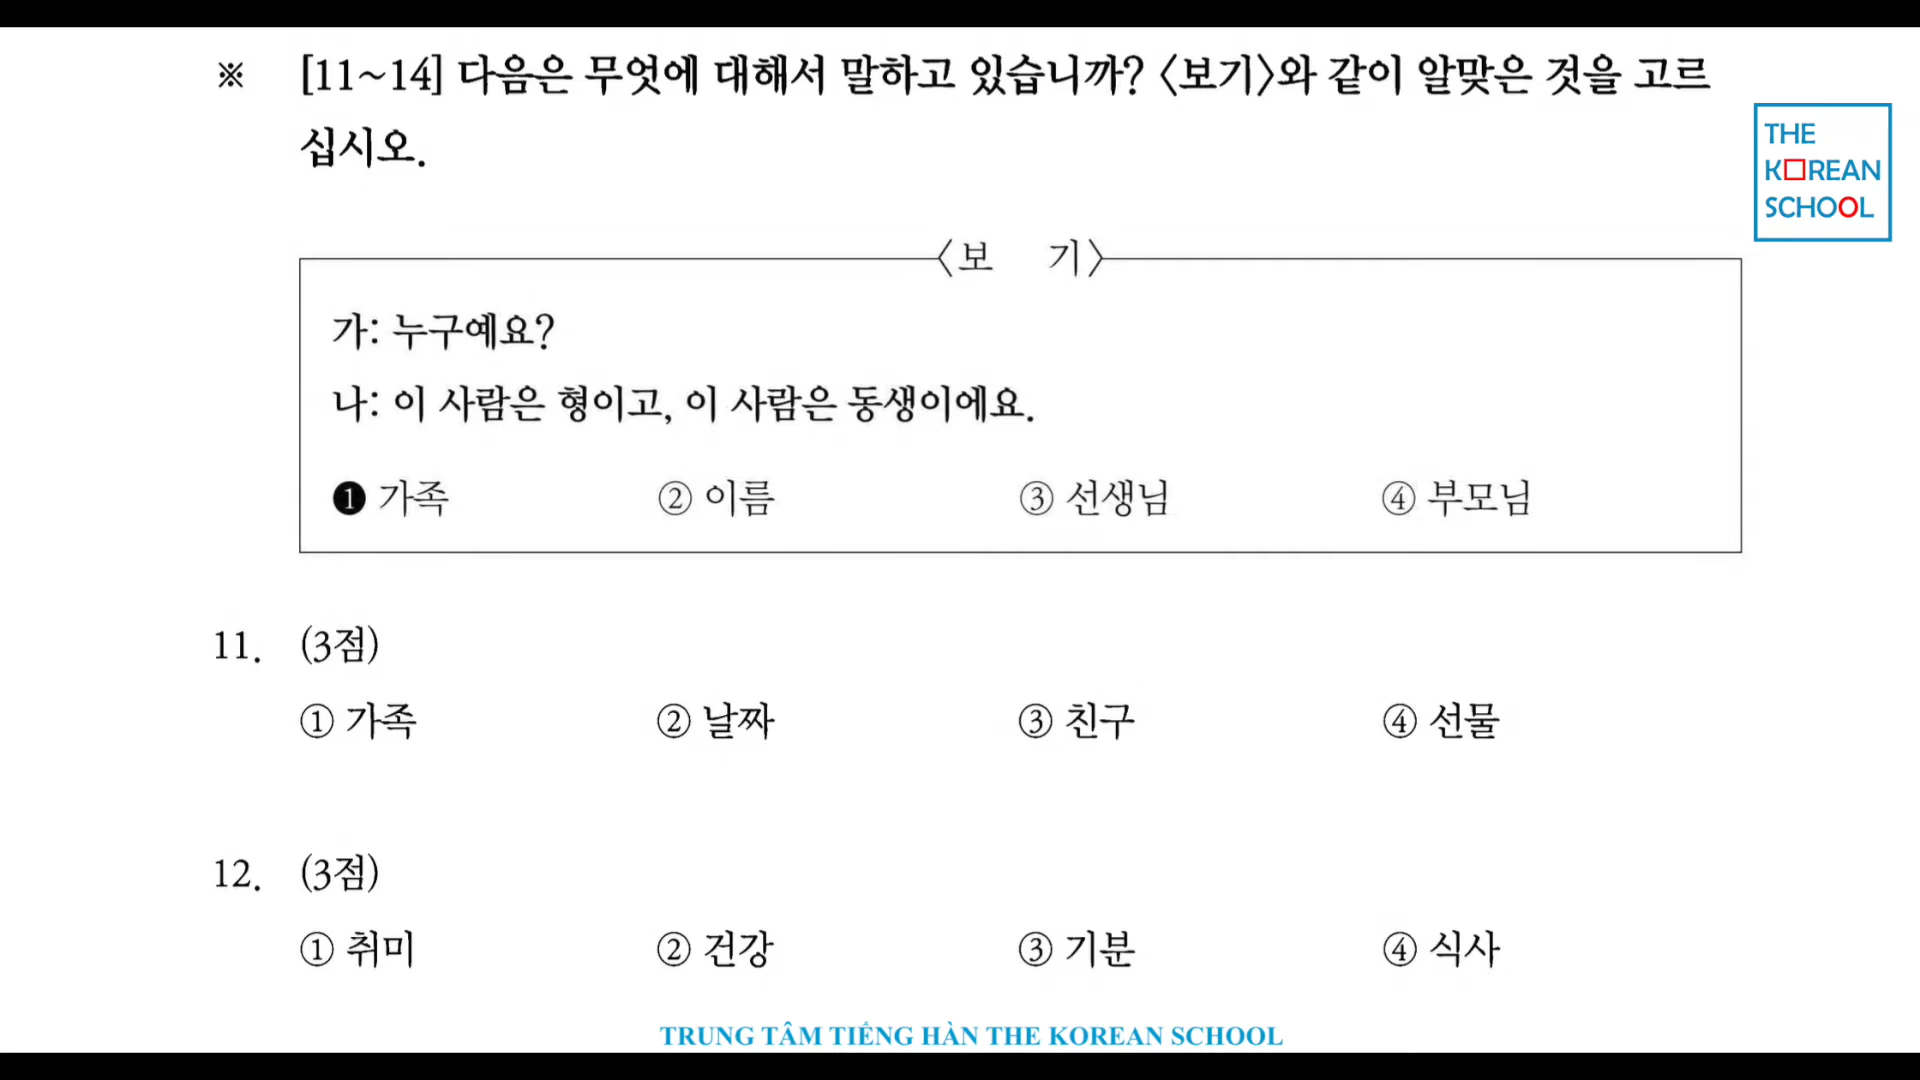 ※ [11~14] 다음은 무엇에 대해서 말하고 있습니까? 〈보기〉와 같이 알맞은 것을 고르
십시오.
THE
KOREAN
SCHOOL
〈보 기〉
가: 누구예요?
나: 이 사람은 형이고, 이 사람은 동생이에요.
❶ 가족 ② 이름 ③ 선생님 ④ 부모님
11. (3점)
① 가족 ② 날짜 ③ 친구 ④ 선물
12. (3점)
① 취미 ② 건강 ③ 기분 ④ 식사
TRUNG TÂM TIẾNG HÀN THE KOREAN SCHOOL